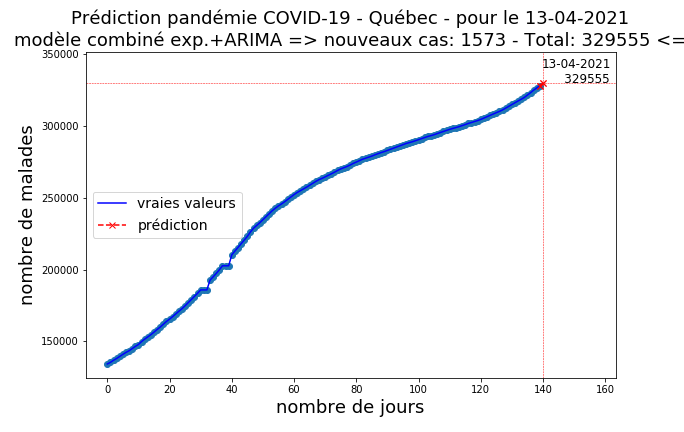 Prédiction pandémie COVID-19 - Québec - pour le 13-04-2021
modèle combiné exp.+ARIMA => nouveaux cas: 1573 - Total: 329555 <=
350000
300000
250000
200000
150000
nombre de malades
13-04-2021
329555
vraies valeurs
prédiction
0 20 40 60 80 100 120 140 160
nombre de jours